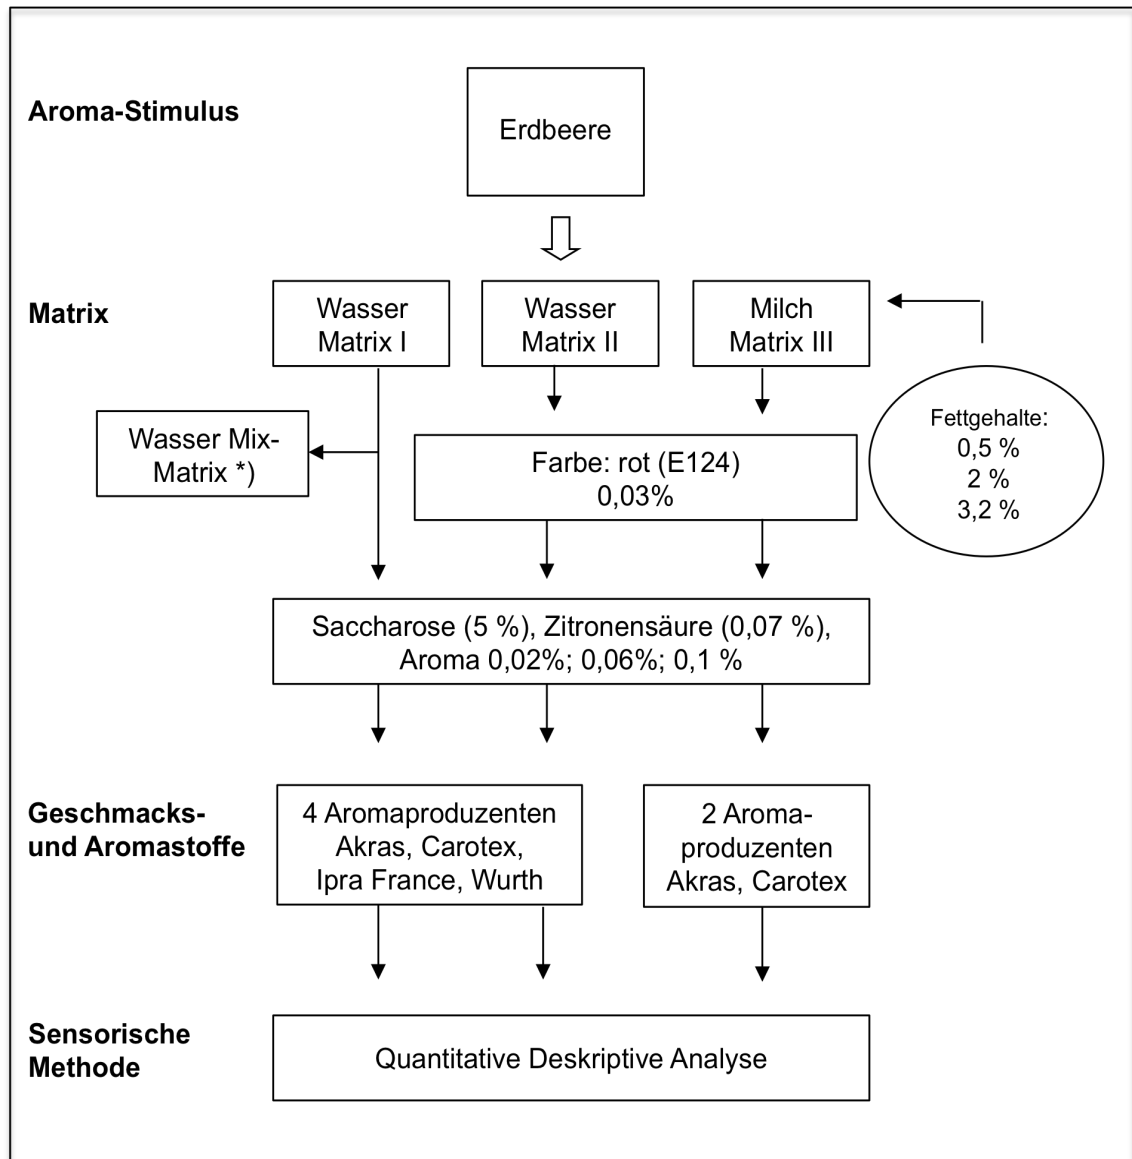 Aroma-Stimulus
Erdbeere
Matrix
Wasser
Matrix I
Wasser
Matrix II
Milch
Matrix III
Wasser Mix-
Matrix *)
Farbe: rot (E124)
0,03%
Fettgehalte:
0,5 %
2 %
3,2 %
Saccharose (5 %), Zitronensäure (0,07 %),
Aroma 0,02%; 0,06%; 0,1 %
Geschmacks-
und Aromastoffe
4 Aromaproduzenten
Akras, Carotex,
Ipra France, Wurth
2 Aroma-
produzenten
Akras, Carotex
Sensorische
Methode
Quantitative Deskriptive Analyse